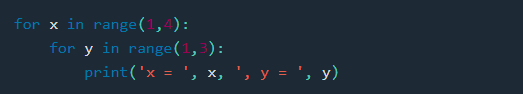 for x in range(1,4):
    for y in range(1,3):
        print('x = ', x, ', y = ', y)